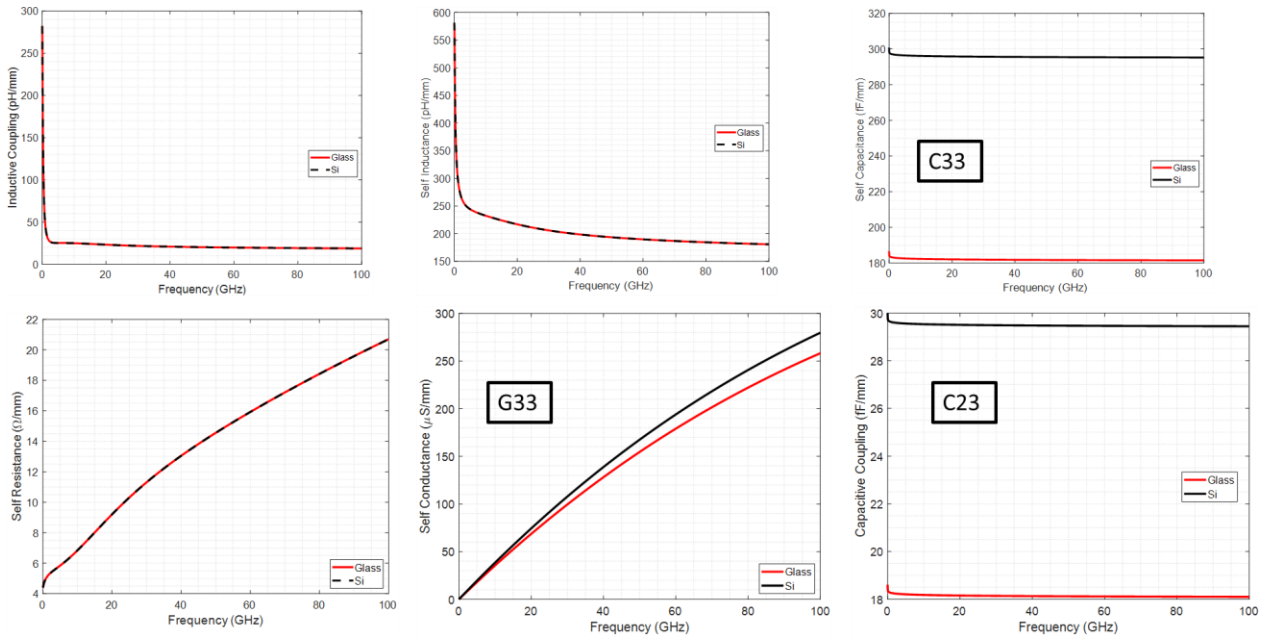 Inductive Coupling (pH/mm)
300
250
200
150
100
50
0
Glass
Si
0 20 40 60 80 100
Frequency (GHz)
Self Inductance (pH/mm)
600
550
500
450
400
350
300
250
200
150
Glass
Si
0 20 40 60 80 100
Frequency (GHz)
Self Capacitance (fF/mm)
320
300
280
260
240
220
200
180
C33
Glass
Si
0 20 40 60 80 100
Frequency (GHz)
Self Resistance (Ω/mm)
22
20
18
16
14
12
10
8
6
4
Glass
Si
0 20 40 60 80 100
Frequency (GHz)
Self Conductance (μ S/mm)
300
250
200
150
100
50
0
G33
Glass
Si
0 20 40 60 80 100
Frequency (GHz)
Capacitive Coupling (fF/mm)
30
28
26
24
22
20
18
C23
Glass
Si
0 20 40 60 80 100
Frequency (GHz)